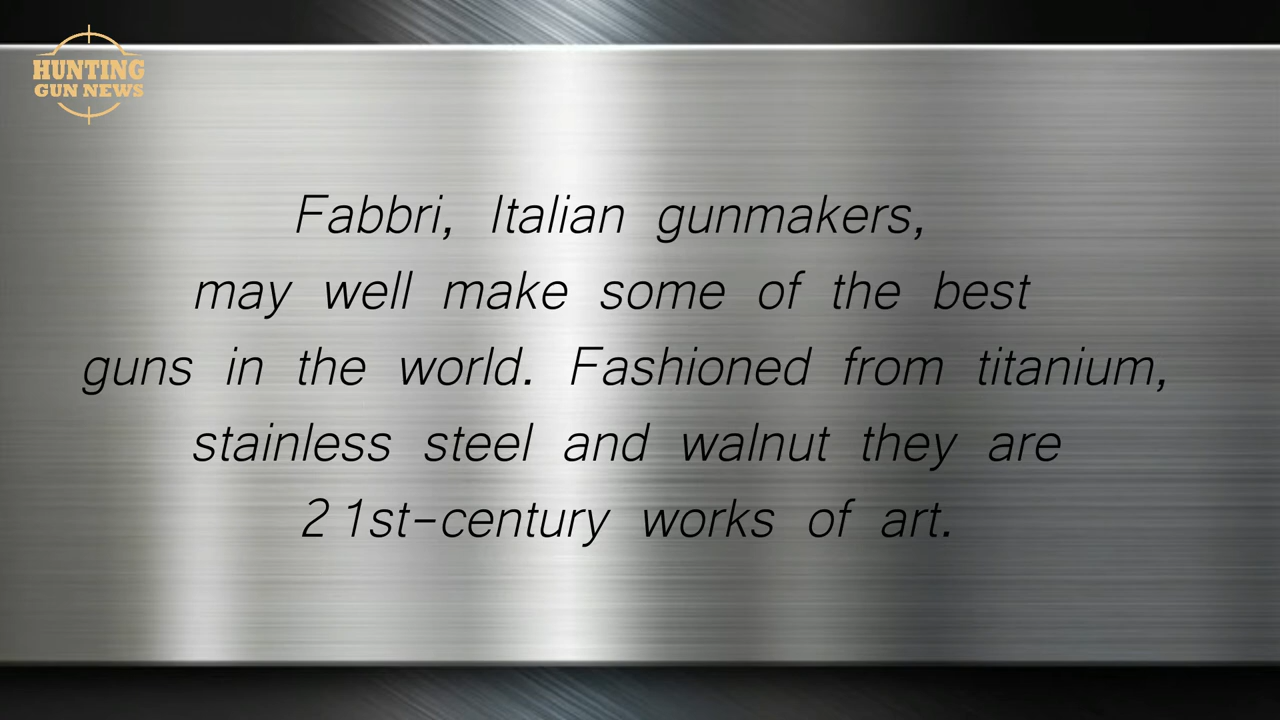 HUNTING
GUN NEWS
Fabbri, Italian gunmakers,
may well make some of the best
guns in the world. Fashioned from titanium,
stainless steel and walnut they are
21st-century works of art.